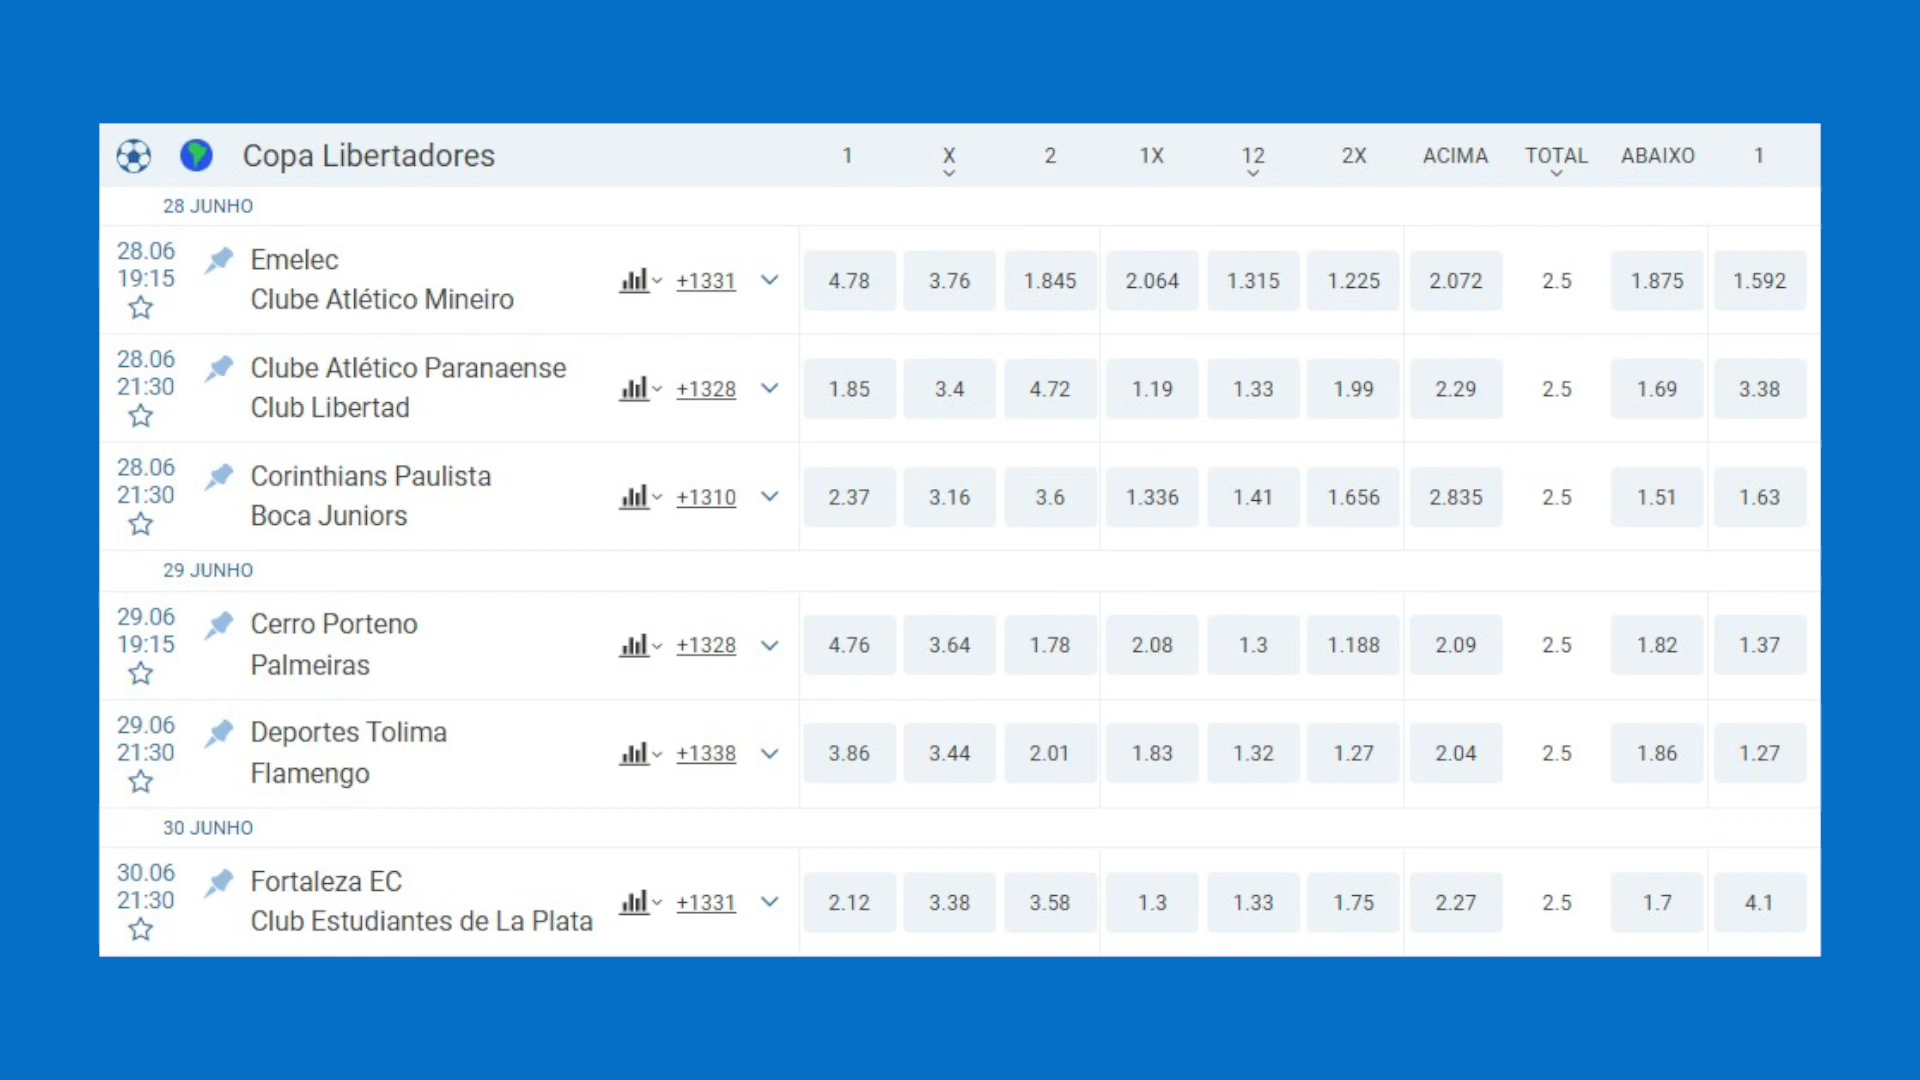 Copa Libertadores 1 X 2 1X 12 2X ACIMA TOTAL ABAIXO 1
28 JUNHO
28.06 19:15 Emelec Clube Atlético Mineiro +1331 4.78 3.76 1.845 2.064 1.315 1.225 2.072 2.5 1.875 1.592
28.06 21:30 Clube Atlético Paranaense Club Libertad +1328 1.85 3.4 4.72 1.19 1.33 1.99 2.29 2.5 1.69 3.38
28.06 21:30 Corinthians Paulista Boca Juniors +1310 2.37 3.16 3.6 1.336 1.41 1.656 2.835 2.5 1.51 1.63
29 JUNHO
29.06 19:15 Cerro Porteno Palmeiras +1328 4.76 3.64 1.78 2.08 1.3 1.188 2.09 2.5 1.82 1.37
29.06 21:30 Deportes Tolima Flamengo +1338 3.86 3.44 2.01 1.83 1.32 1.27 2.04 2.5 1.86 1.27
30 JUNHO
30.06 21:30 Fortaleza EC Club Estudiantes de La Plata +1331 2.12 3.38 3.58 1.3 1.33 1.75 2.27 2.5 1.7 4.1